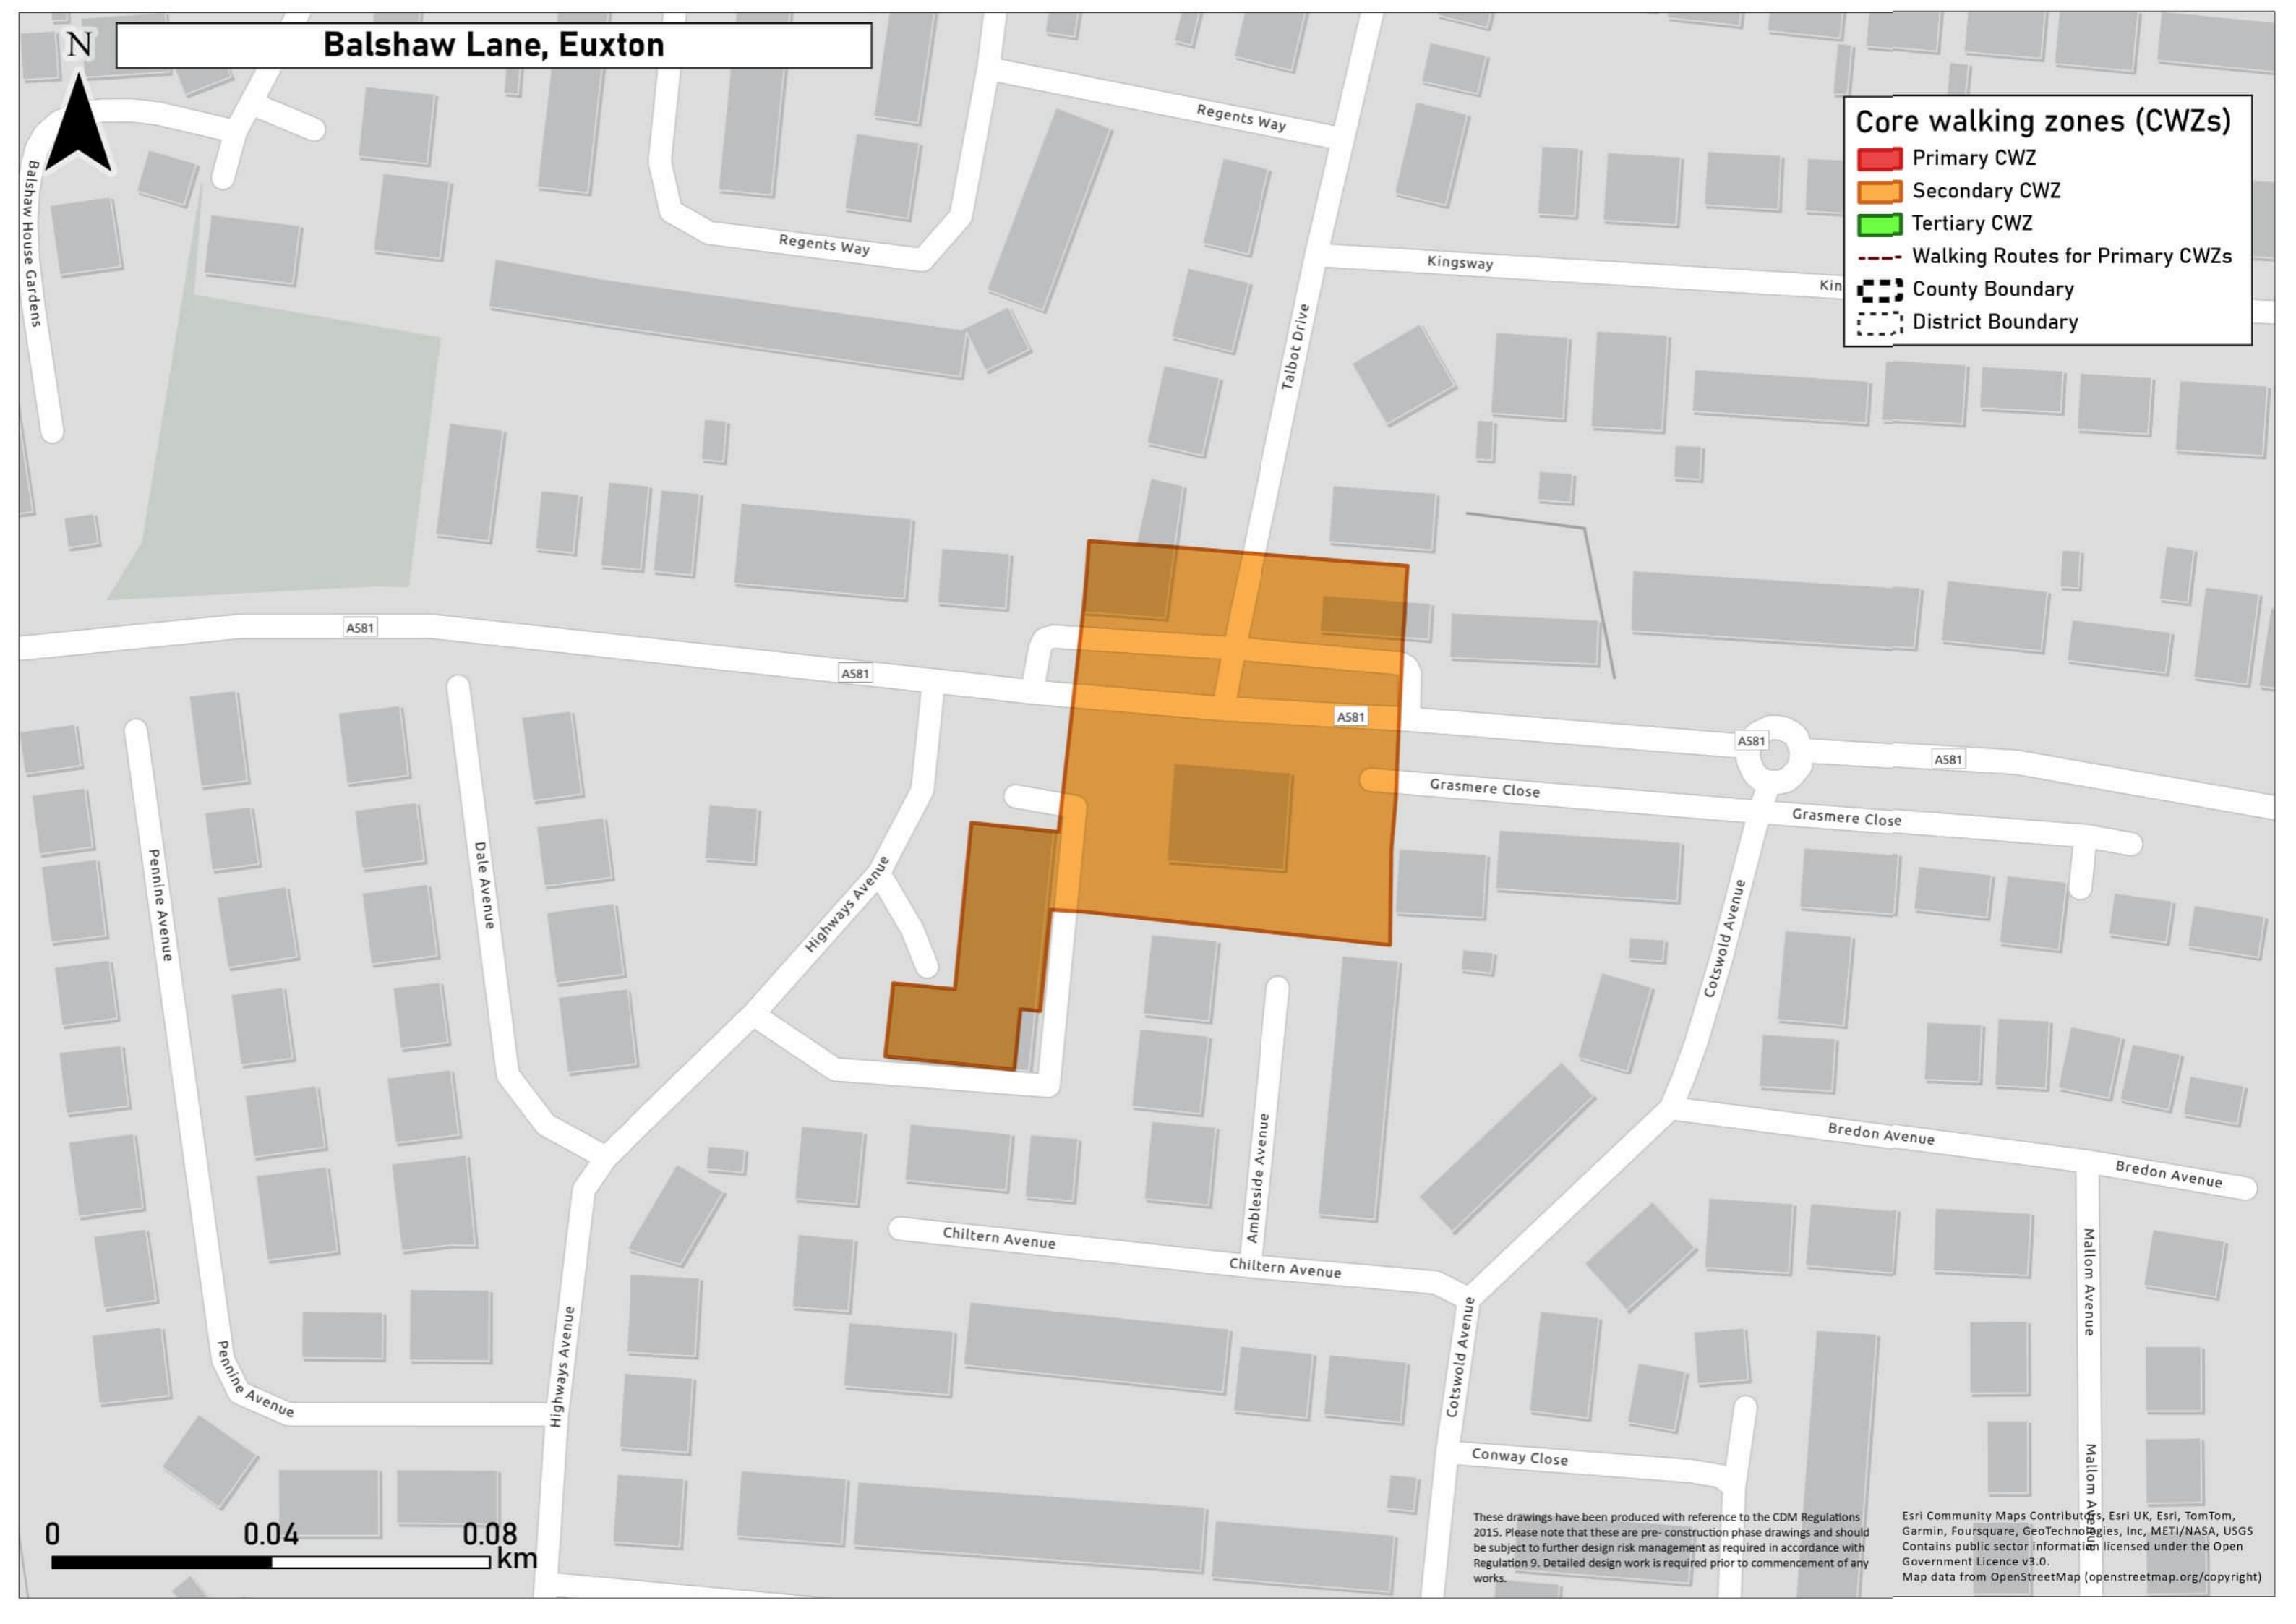 N
Balshaw Lane, Euxton
Core walking zones (CWZs)
Primary CWZ
Secondary CWZ
Tertiary CWZ
Walking Routes for Primary CWZs
County Boundary
District Boundary
Regents Way
Regents Way
Balshaw House Gardens
Kingsway
Kin
Talbot Drive
A581
A581
A581
A581
A581
Grasmere Close
Grasmere Close
Pennine Avenue
Dale Avenue
Highways Avenue
Cotswold Avenue
Bredon Avenue
Bredon Avenue
Ambleside Avenue
Chiltern Avenue
Chiltern Avenue
Mallom Avenue
Pennine Avenue
Highways Avenue
Cotswold Avenue
Conway Close
Mallom Avenue
0 0.04 0.08
km
These drawings have been produced with reference to the CDM Regulations
2015. Please note that these are pre- construction phase drawings and should
be subject to further design risk management as required in accordance with
Regulation 9. Detailed design work is required prior to commencement of any
works.
Esri Community Maps Contributors, Esri UK, Esri, TomTom,
Garmin, Foursquare, GeoTechnologies, Inc, METI/NASA, USGS
Contains public sector information licensed under the Open
Government Licence v3.0.
Map data from OpenStreetMap (openstreetmap.org/copyright)